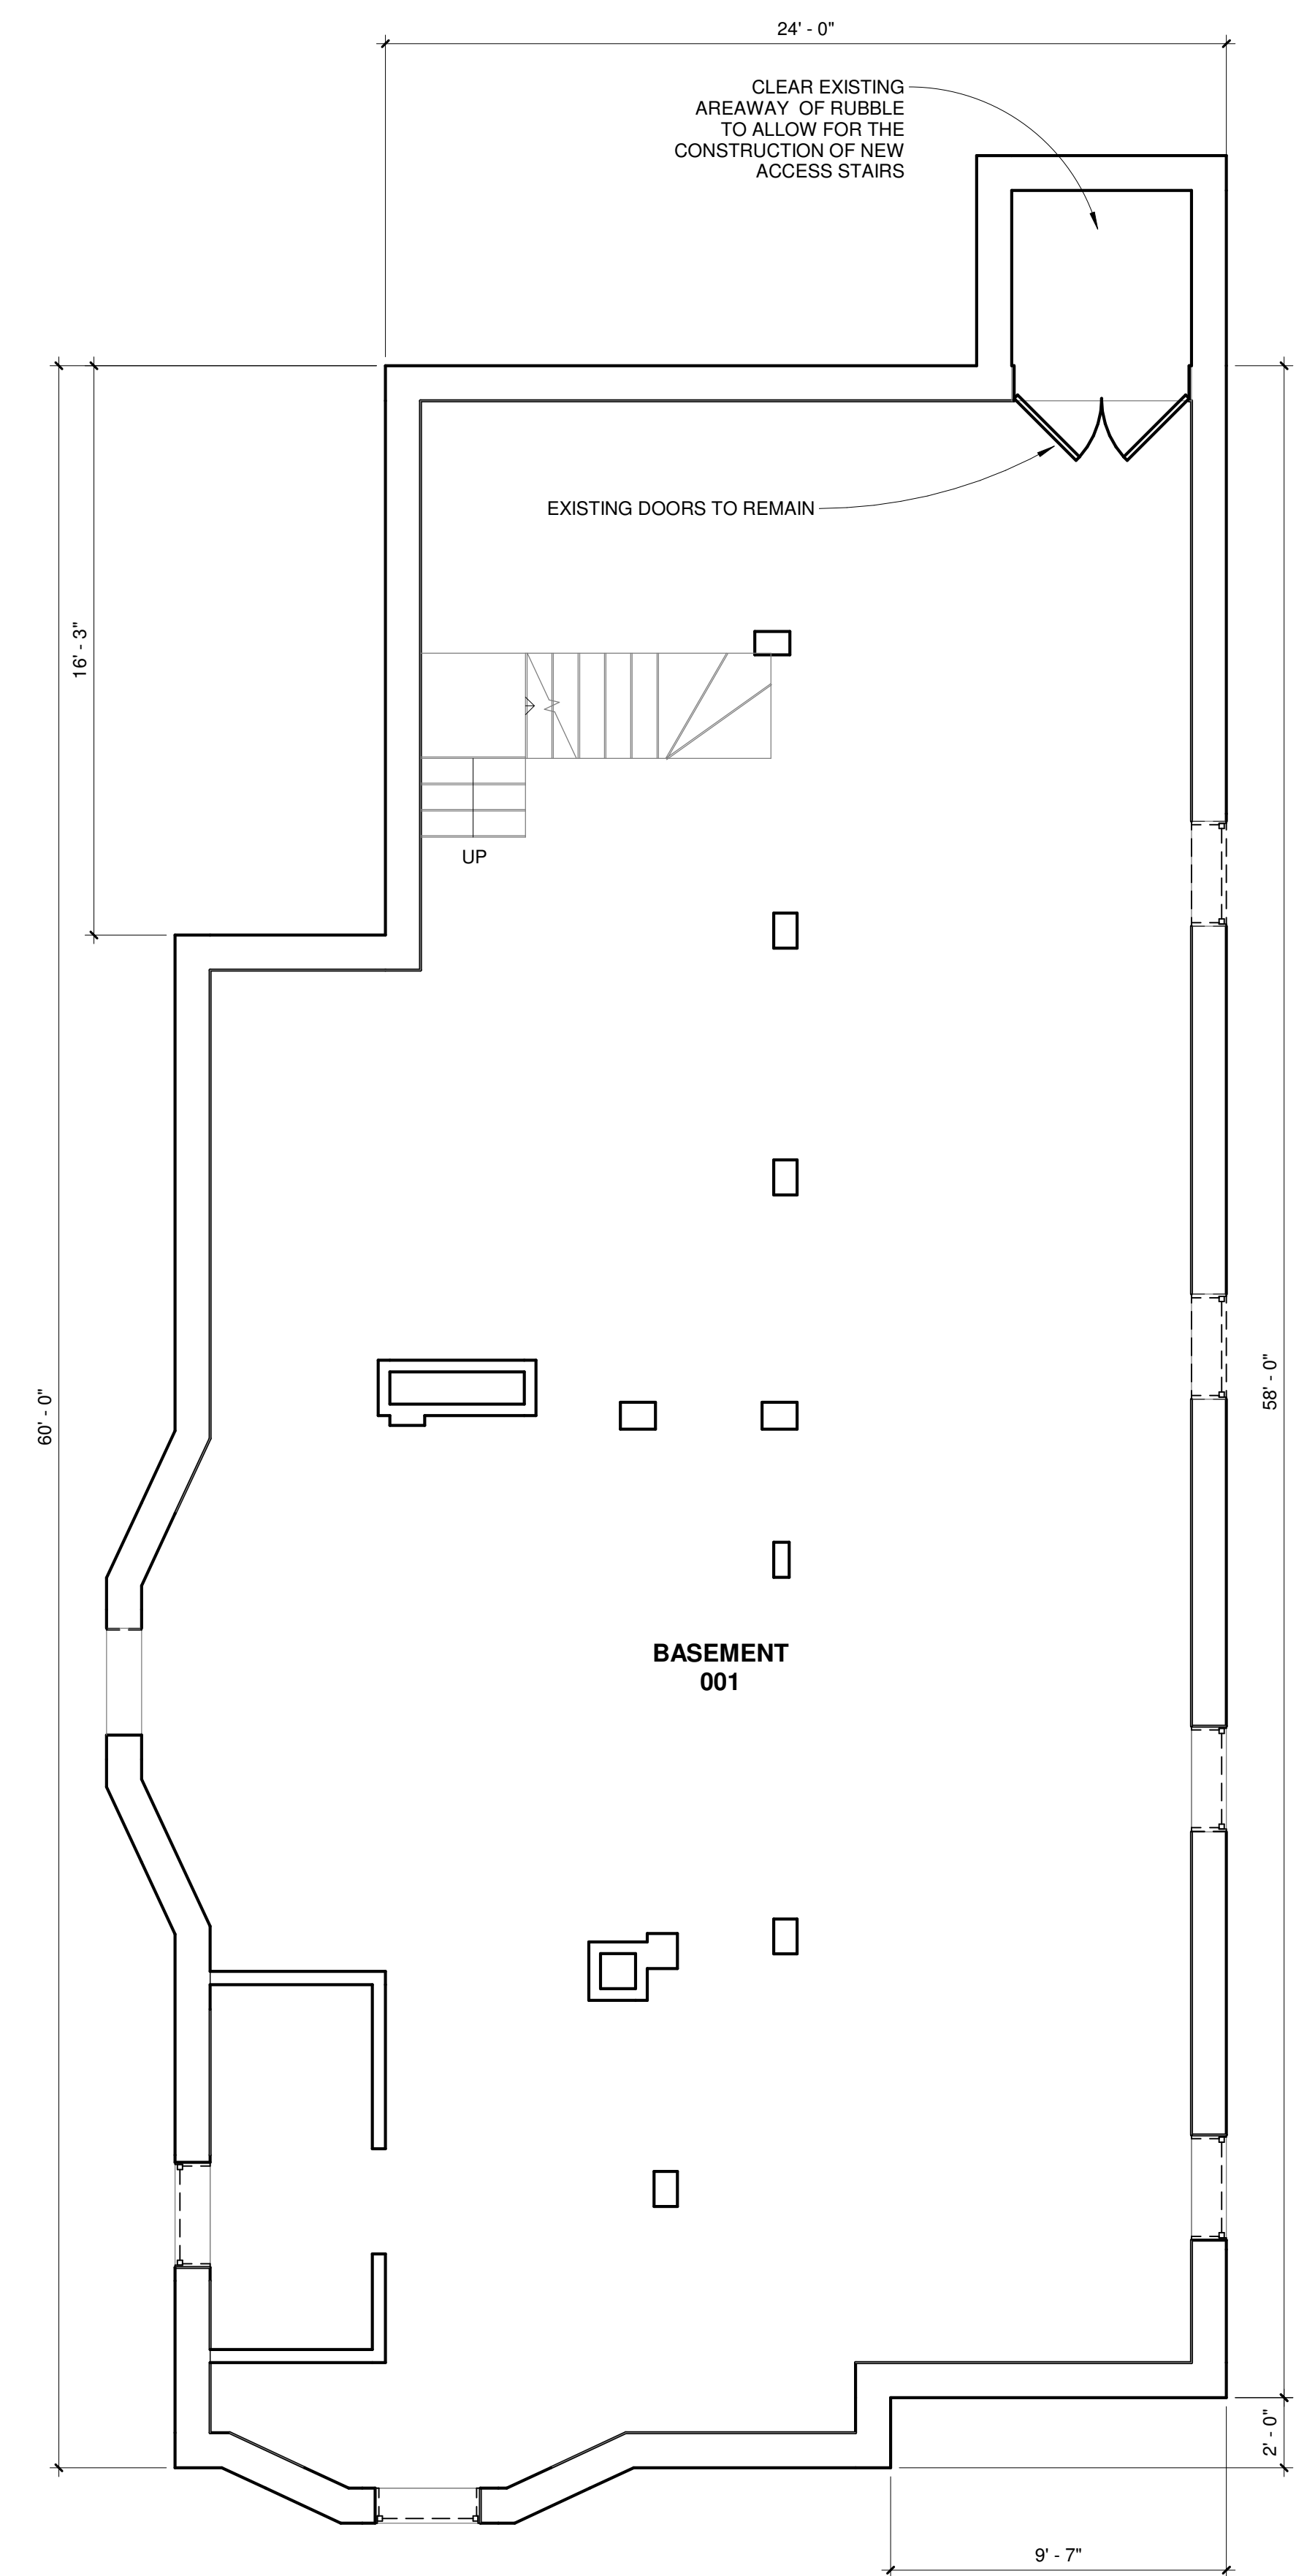 24' - 0"
CLEAR EXISTING
AREAWAY OF RUBBLE
TO ALLOW FOR THE
CONSTRUCTION OF NEW
ACCESS STAIRS
EXISTING DOORS TO REMAIN
16' - 3"
UP
60' - 0"
58' - 0"
BASEMENT
001
2' - 0"
9' - 7"